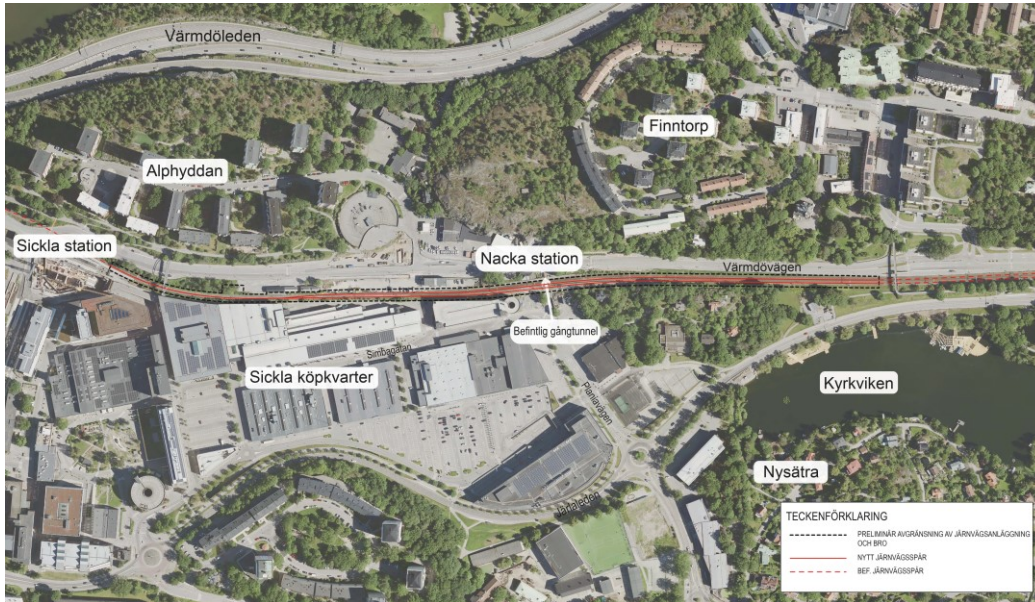 Värmdöleden
Finntorp
Alphyddan
Sickla station
Nacka station
Värmdövägen
Befintlig gångtunnel
Simbagatan
Sickla köpkvarter
Planiavägen
Kyrkviken
Nysätra
Järlaleden
TECKENFÖRKLARING
PRELIMINÄR AVGRÄNSNING AV JÄRNVÄGSANLÄGGNING
OCH BRO
NYTT JÄRNVÄGSSPÅR
BEF. JÄRNVÄGSSPÅR